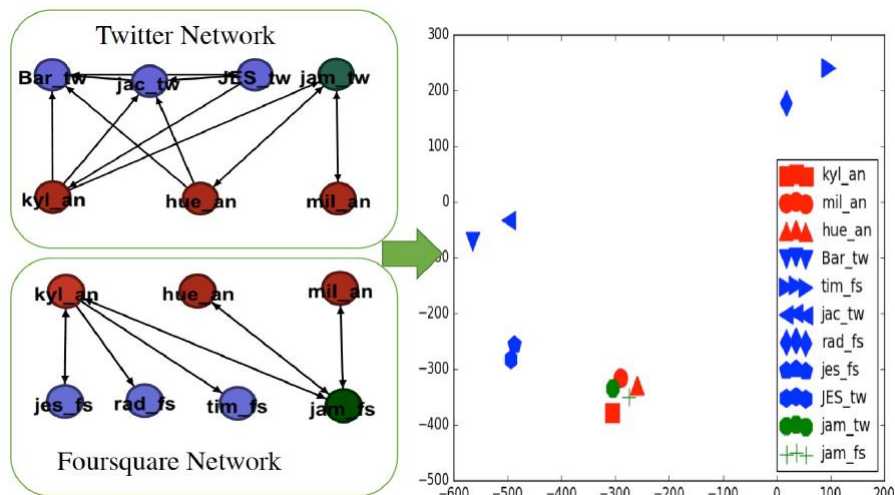 Twitter Network
Bar_tw jac_tw JES_tw jam_tw
kyl_an hue_an mil_an
kyl_an hue_an mil_an
jes_fs rad_fs tim_fs jam_fs
Foursquare Network
300
200
100
0
−100
−200
−300
−400
−500
−600 −500 −400 −300 −200 −100 0 100 200
kyl_an
mil_an
hue_an
Bar_tw
tim_fs
jac_tw
rad_fs
jes_fs
JES_tw
jam_tw
jam_fs